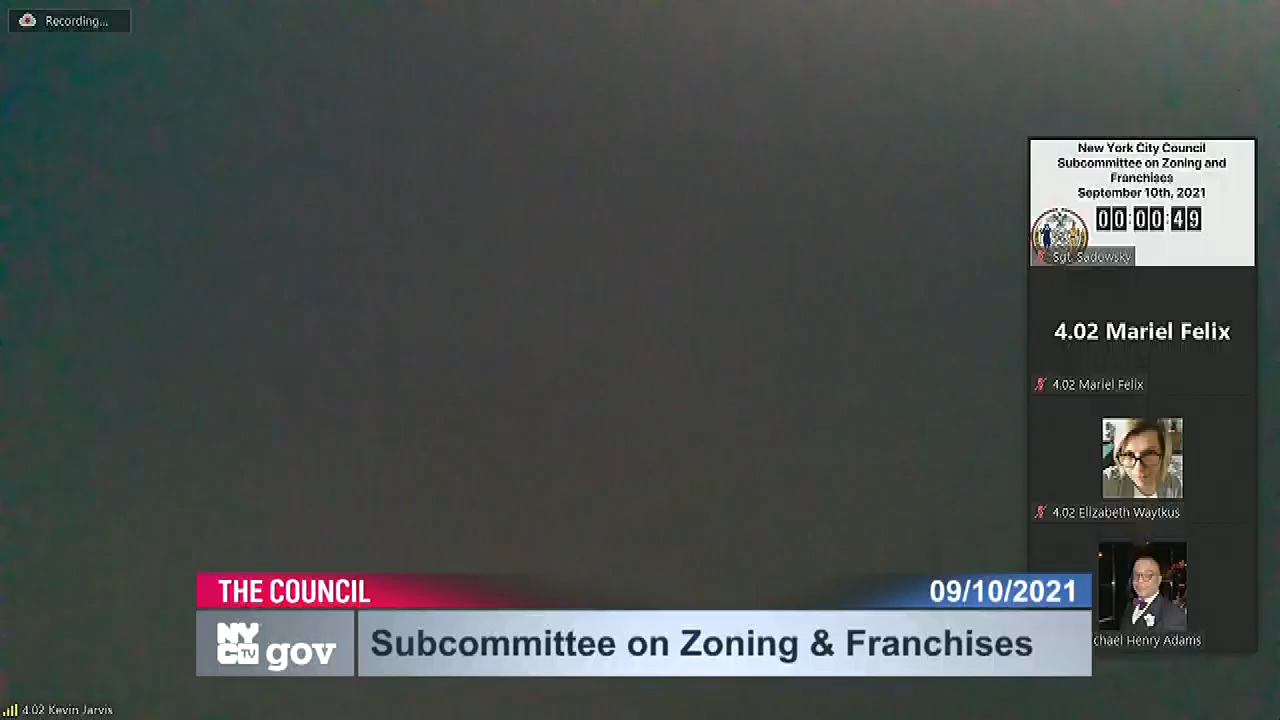 Recording...
New York City Council
Subcommittee on Zoning and
Franchises
September 10th, 2021
00:00:49
Sgt. Sadowsky
4.02 Mariel Felix
4.02 Mariel Felix
4.02 Elizabeth Waytkus
chael Henry Adams
THE COUNCIL
09/10/2021
NYC TV gov
Subcommittee on Zoning & Franchises
4.02 Kevin Jarvis